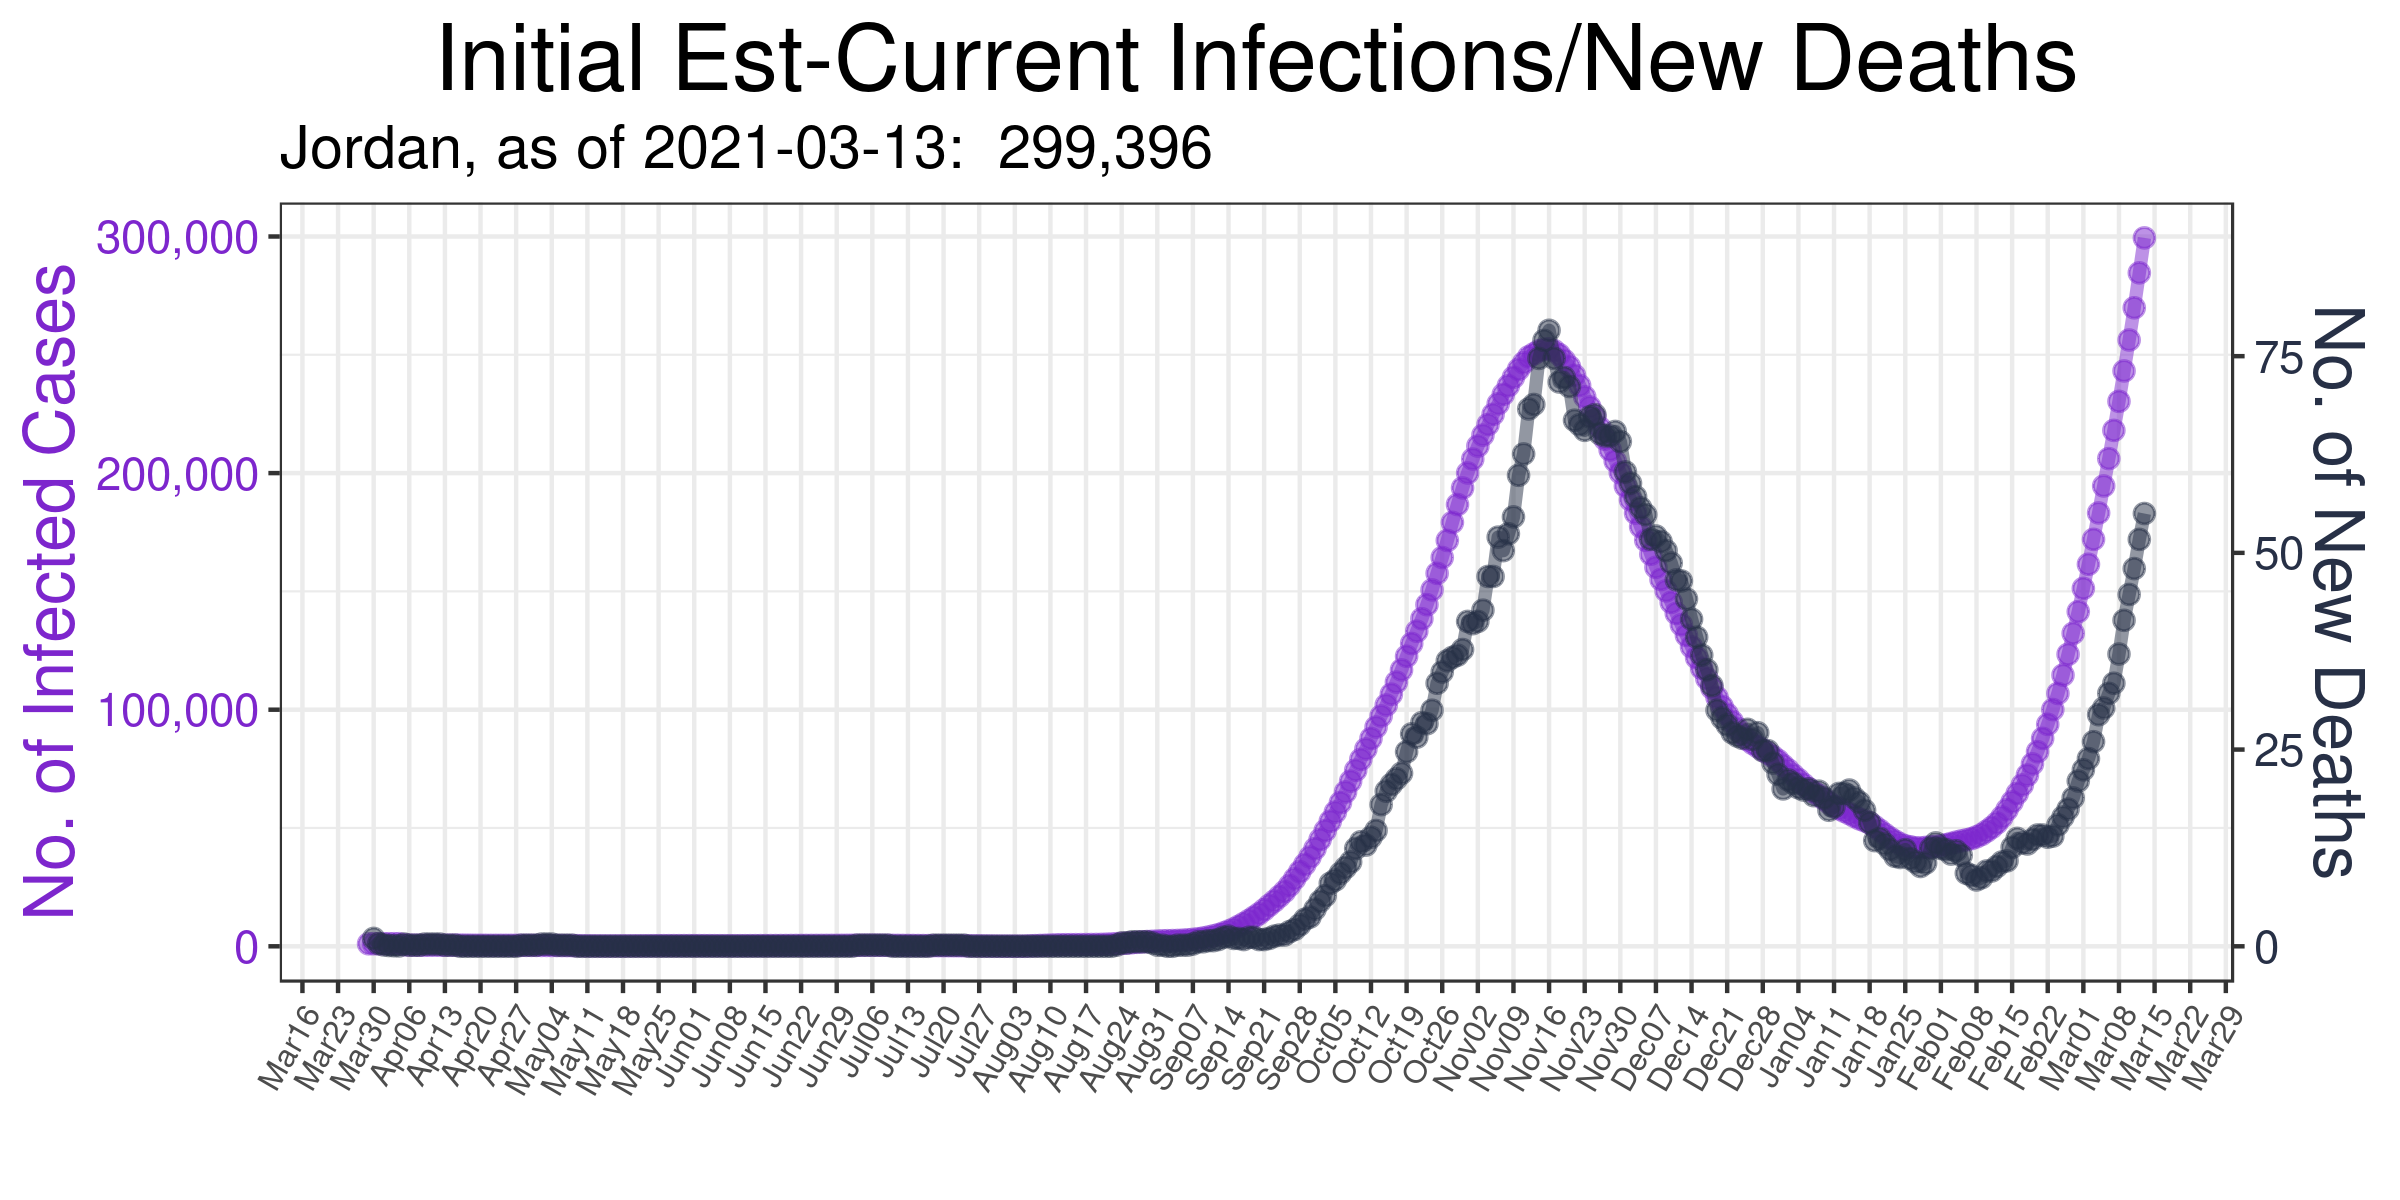 Initial Est-Current Infections/New Deaths
Jordan, as of 2021-03-13:  299,396
No. of Infected Cases
300,000
200,000
100,000
0
75
50
25
0
No. of New Deaths
Mar16
Mar23
Mar30
Apr06
Apr13
Apr20
Apr27
May04
May11
May18
May25
Jun01
Jun08
Jun15
Jun22
Jun29
Jul06
Jul13
Jul20
Jul27
Aug03
Aug10
Aug17
Aug24
Aug31
Sep07
Sep14
Sep21
Sep28
Oct05
Oct12
Oct19
Oct26
Nov02
Nov09
Nov16
Nov23
Nov30
Dec07
Dec14
Dec21
Dec28
Jan04
Jan11
Jan18
Jan25
Feb01
Feb08
Feb15
Feb22
Mar01
Mar08
Mar15
Mar22
Mar29